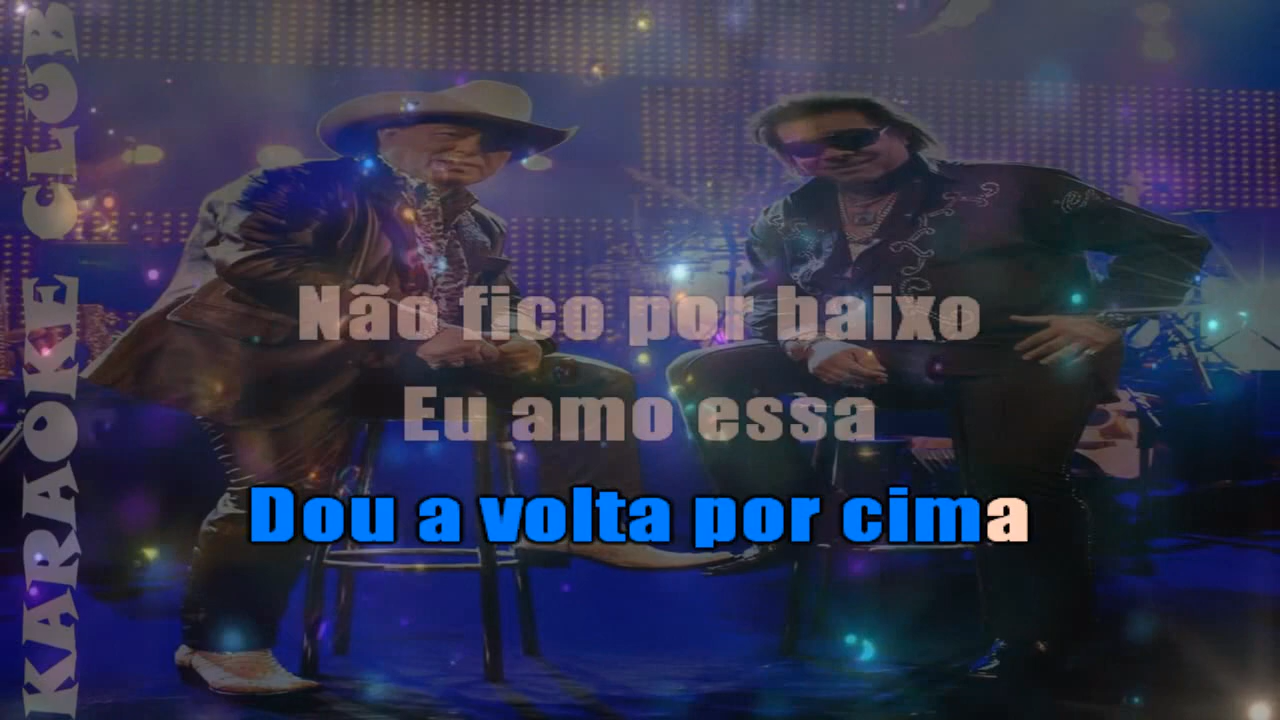 KARAOKE CLUB
Não fico por baixo
Eu amo essa
Dou a volta por cima